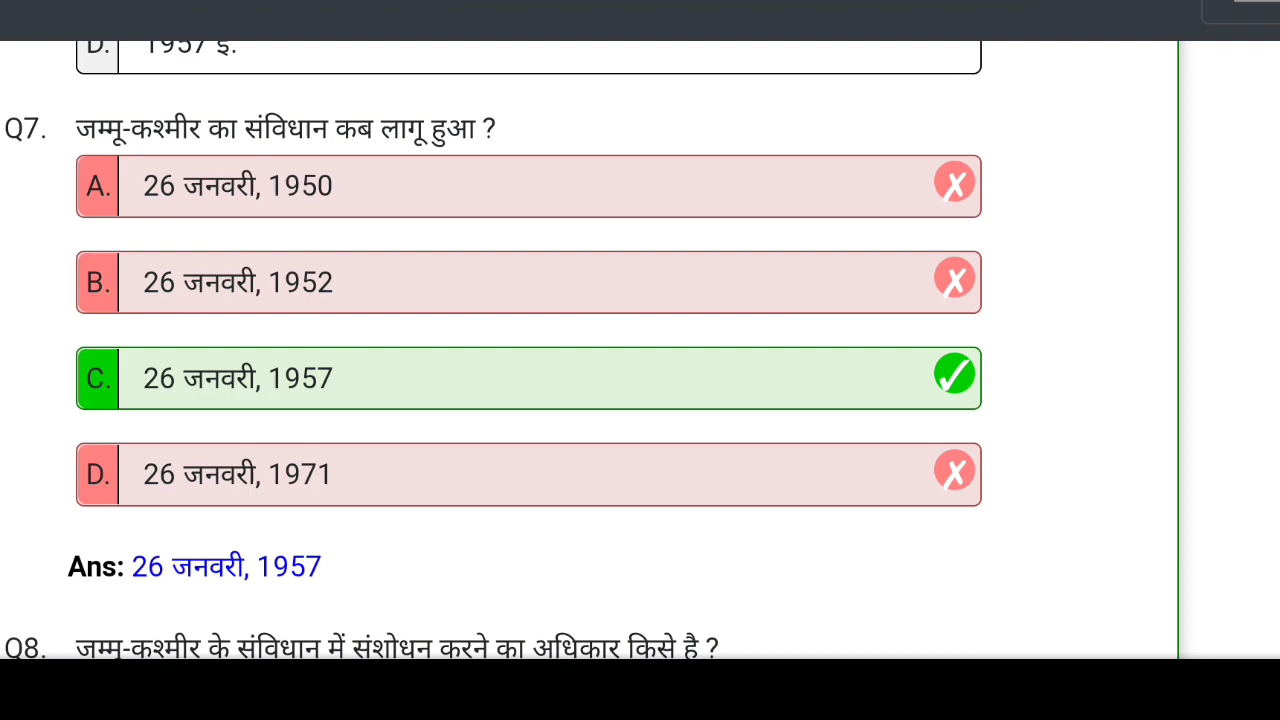 D. 1957 ई.
Q7. जम्मू-कश्मीर का संविधान कब लागू हुआ ?
A. 26 जनवरी, 1950
B. 26 जनवरी, 1952
C. 26 जनवरी, 1957
D. 26 जनवरी, 1971
Ans: 26 जनवरी, 1957
Q8. जम्मू-कश्मीर के संविधान में संशोधन करने का अधिकार किसे है ?